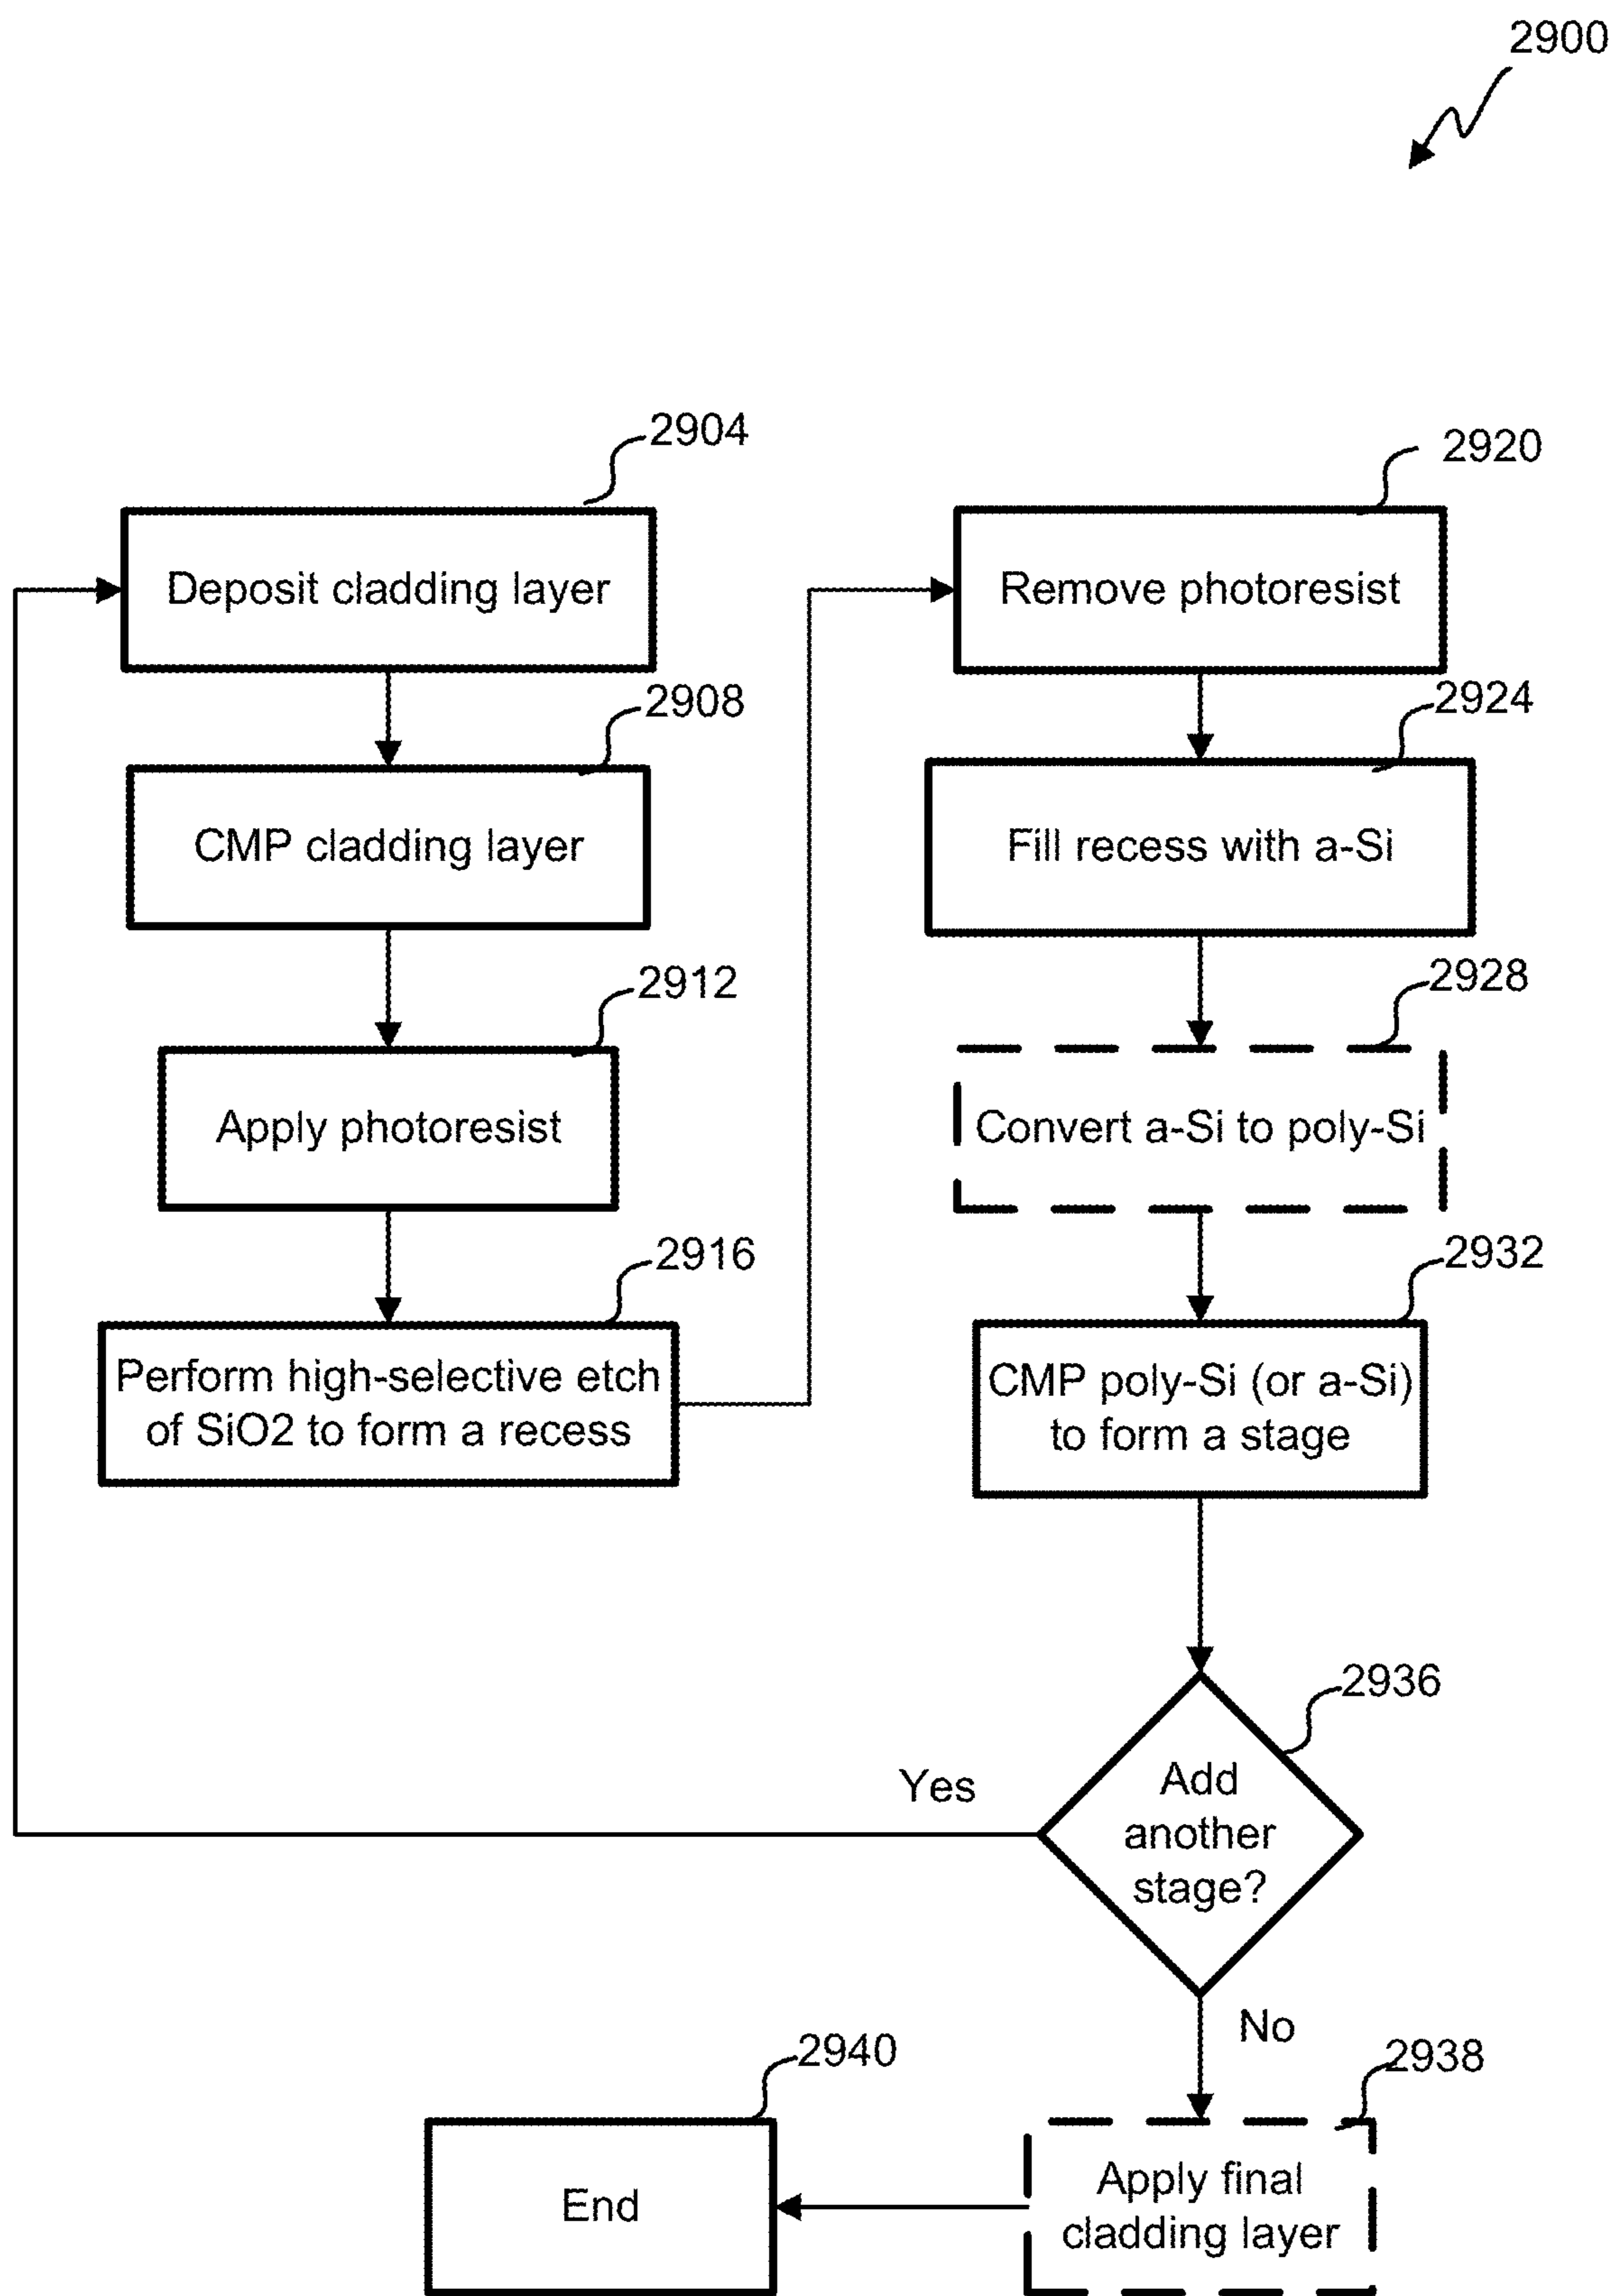 2900
2904
Deposit cladding layer
2908
CMP cladding layer
2912
Apply photoresist
2916
Perform high-selective etch
of SiO2 to form a recess
2920
Remove photoresist
2924
Fill recess with a-Si
2928
Convert a-Si to poly-Si
2932
CMP poly-Si (or a-Si)
to form a stage
2936
Add
another
stage?
Yes
No
2938
Apply final
cladding layer
2940
End